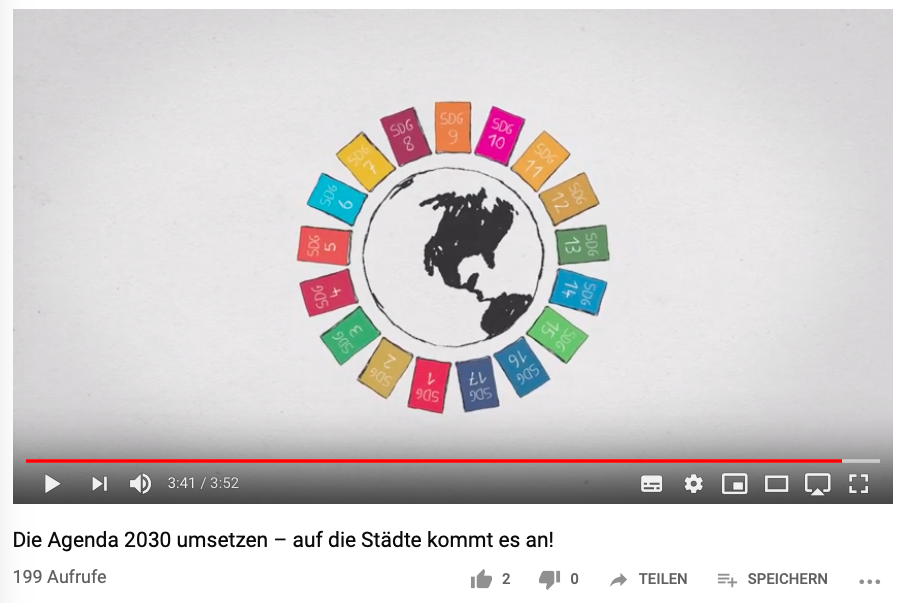 SDG 1
SDG 2
SDG 3
SDG 4
SDG 5
SDG 6
SDG 7
SDG 8
SDG 9
SDG 10
SDG 11
SDG 12
SDG 13
SDG 14
SDG 15
SDG 16
SDG 17
3:41 / 3:52
Die Agenda 2030 umsetzen – auf die Städte kommt es an!
199 Aufrufe
2 0 TEILEN SPEICHERN